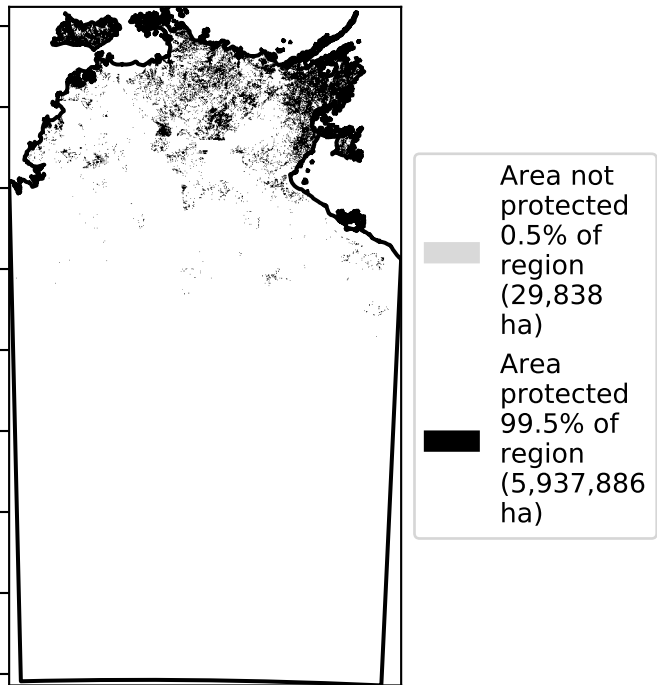 Area not
protected
0.5% of
region
(29,838
ha)
Area
protected
99.5% of
region
(5,937,886
ha)